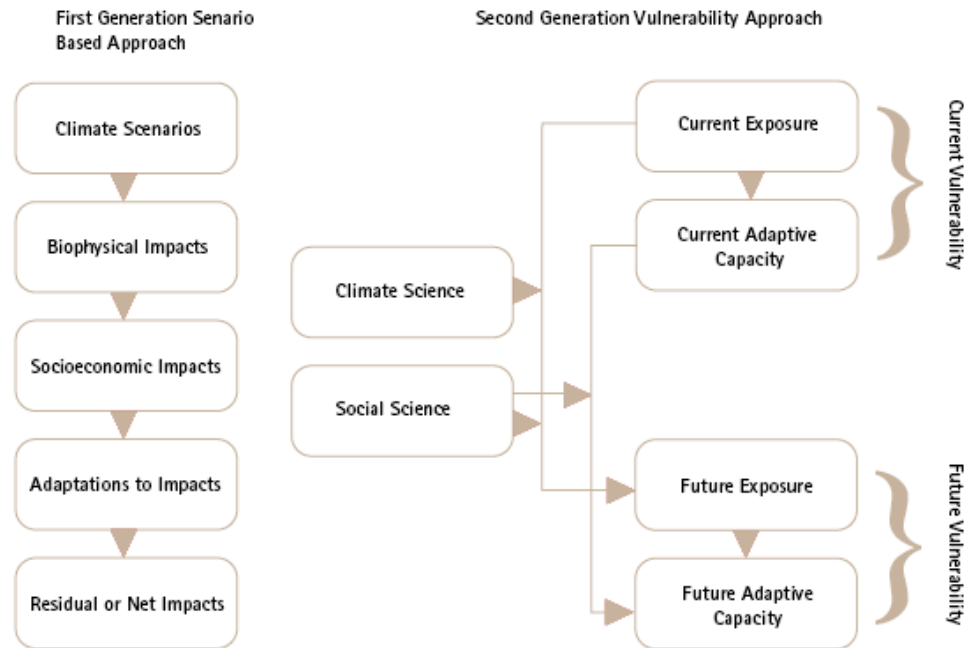 First Generation Senario
Based Approach
Climate Scenarios
Biophysical Impacts
Socioeconomic Impacts
Adaptations to Impacts
Residual or Net Impacts
Second Generation Vulnerability Approach
Climate Science
Social Science
Current Exposure
Current Adaptive
Capacity
Current Vulnerability
Future Exposure
Future Adaptive
Capacity
Future Vulnerability